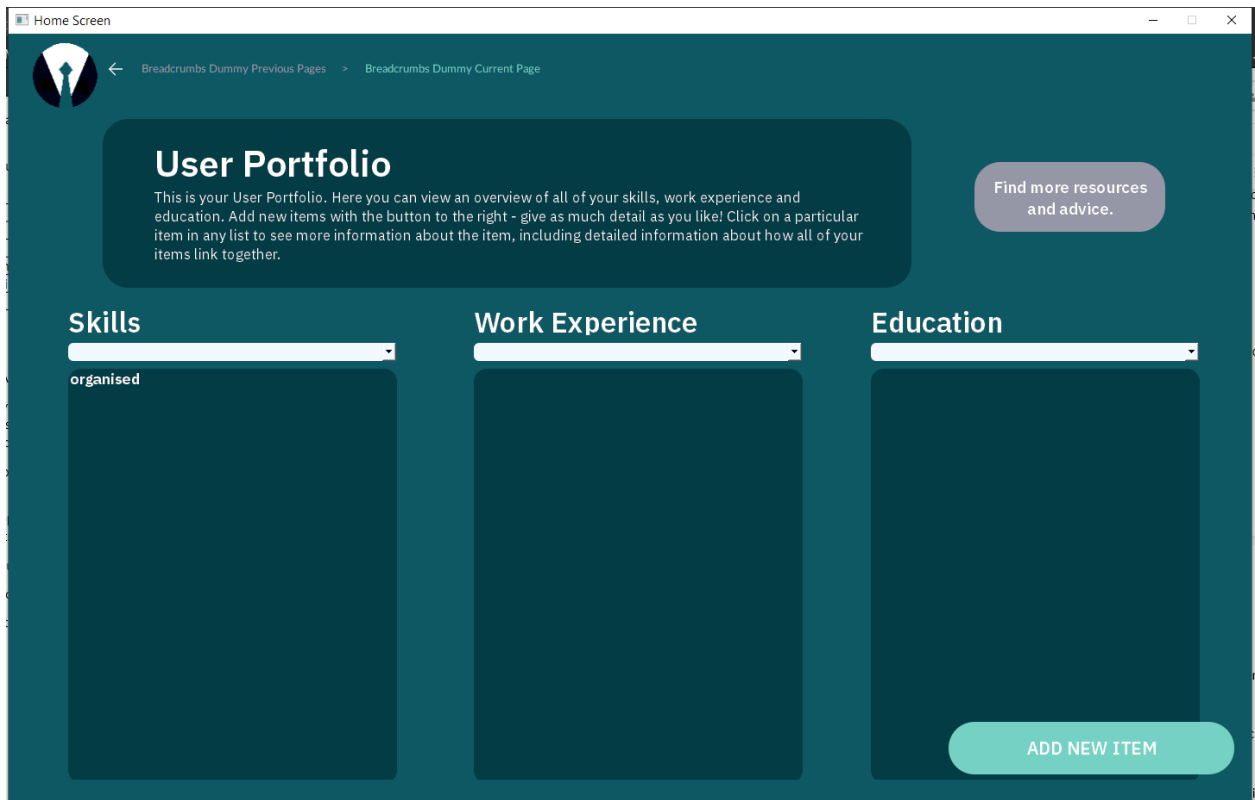 Home Screen
Breadcrumbs Dummy Previous Pages > Breadcrumbs Dummy Current Page
User Portfolio
This is your User Portfolio. Here you can view an overview of all of your skills, work experience and
education. Add new items with the button to the right - give as much detail as you like! Click on a particular
item in any list to see more information about the item, including detailed information about how all of your
items link together.
Find more resources
and advice.
Skills
Work Experience
Education
organised
ADD NEW ITEM